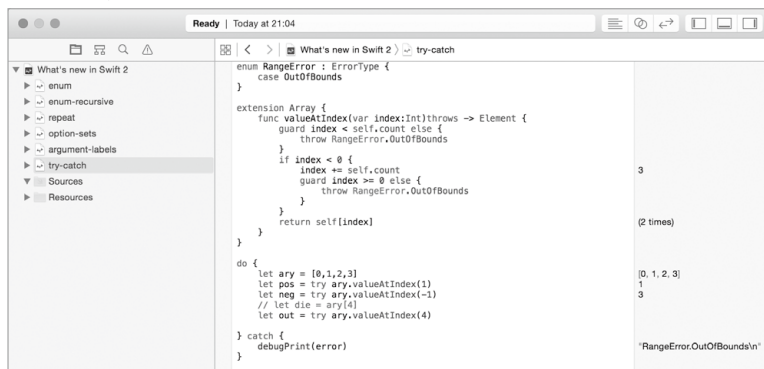 Ready | Today at 21:04
What's new in Swift 2 〉 try-catch
What's new in Swift 2
enum
enum-recursive
repeat
option-sets
argument-labels
try-catch
Sources
Resources
enum RangeError : ErrorType {
    case OutOfBounds
}
extension Array {
    func valueAtIndex(var index:Int)throws -> Element {
        guard index < self.count else {
            throw RangeError.OutOfBounds
        }
        if index < 0 {
            index += self.count
            guard index >= 0 else {
                throw RangeError.OutOfBounds
            }
        }
        return self[index]
    }
}
do {
    let ary = [0,1,2,3]
    let pos = try ary.valueAtIndex(1)
    let neg = try ary.valueAtIndex(-1)
    // let die = ary[4]
    let out = try ary.valueAtIndex(4)
} catch {
    debugPrint(error)
}
3
(2 times)
[0, 1, 2, 3]
1
3
"RangeError.OutOfBounds\n"